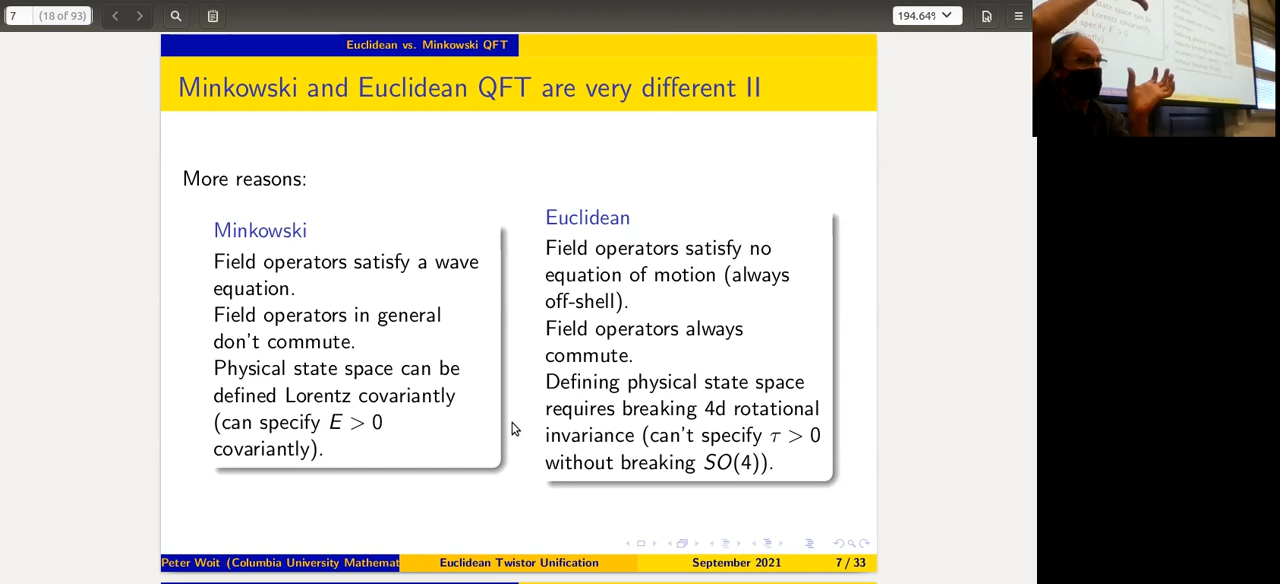 7 (18 of 93) 194.64%
Euclidean vs. Minkowski QFT
Minkowski and Euclidean QFT are very different II
More reasons:
Minkowski
Field operators satisfy a wave
equation.
Field operators in general
don't commute.
Physical state space can be
defined Lorentz covariantly
(can specify E > 0
covariantly).
Euclidean
Field operators satisfy no
equation of motion (always
off-shell).
Field operators always
commute.
Defining physical state space
requires breaking 4d rotational
invariance (can't specify τ > 0
without breaking SO(4)).
Peter Woit (Columbia University Mathemat Euclidean Twistor Unification September 2021 7 / 33